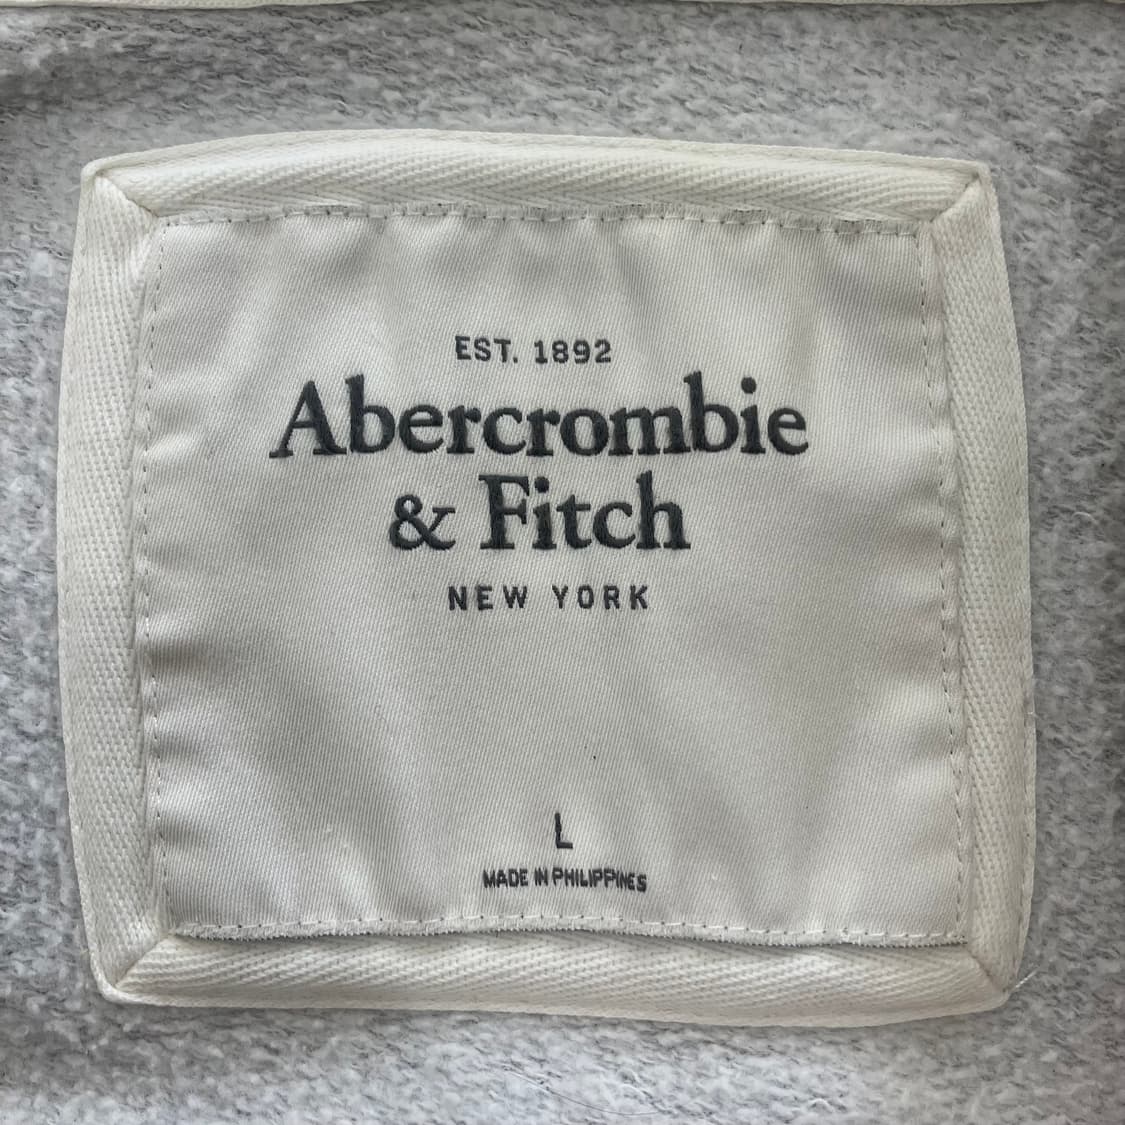 EST. 1892
Abercrombie
& Fitch
NEW YORK
L
MADE IN PHILIPPINES